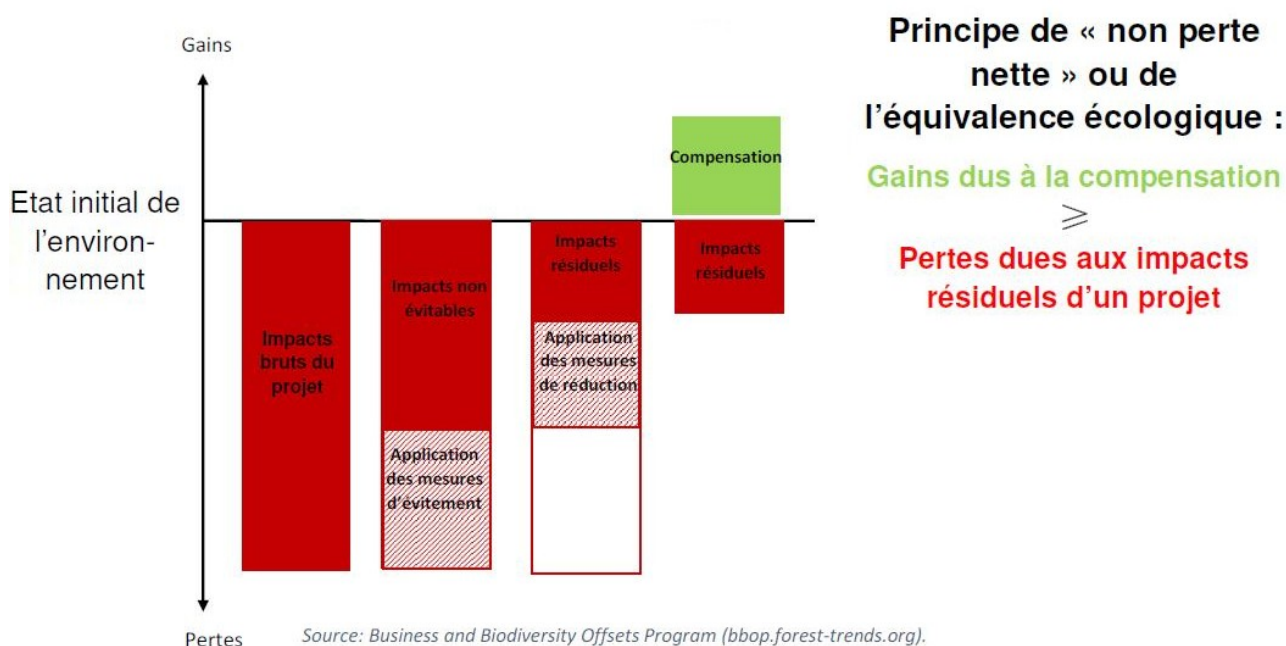 Gains
Etat initial de
l'environ-
nement
Pertes
Impacts
bruts du
projet
Impacts non
évitables
Application
des mesures
d'évitement
Impacts
résiduels
Application
des mesures
de réduction
Compensation
Impacts
résiduels
Principe de « non perte
nette » ou de
l'équivalence écologique :
Gains dus à la compensation
⩾
Pertes dues aux impacts
résiduels d'un projet
Source: Business and Biodiversity Offsets Program (bbop.forest-trends.org).